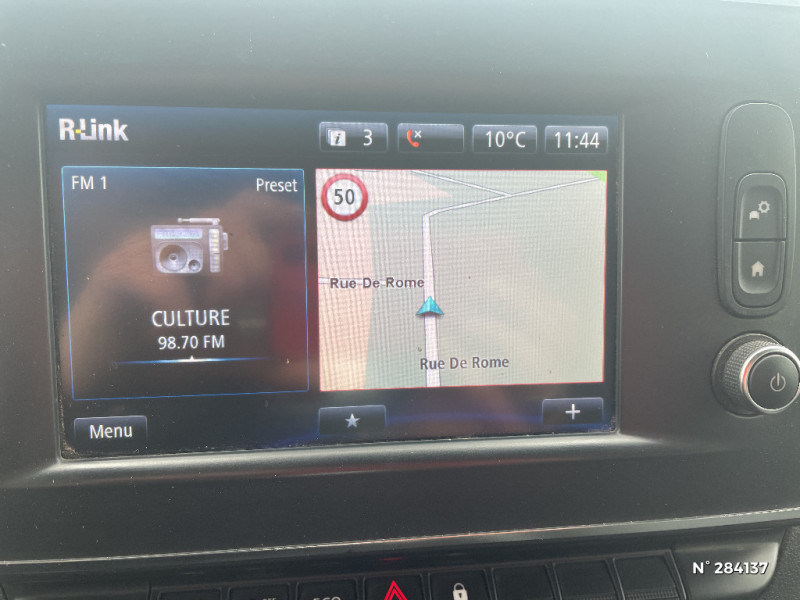 R-Link
3
10°C
11:44
FM 1
Preset
50
CULTURE
98.70 FM
Rue De Rome
Rue De Rome
Menu
+
N° 284137